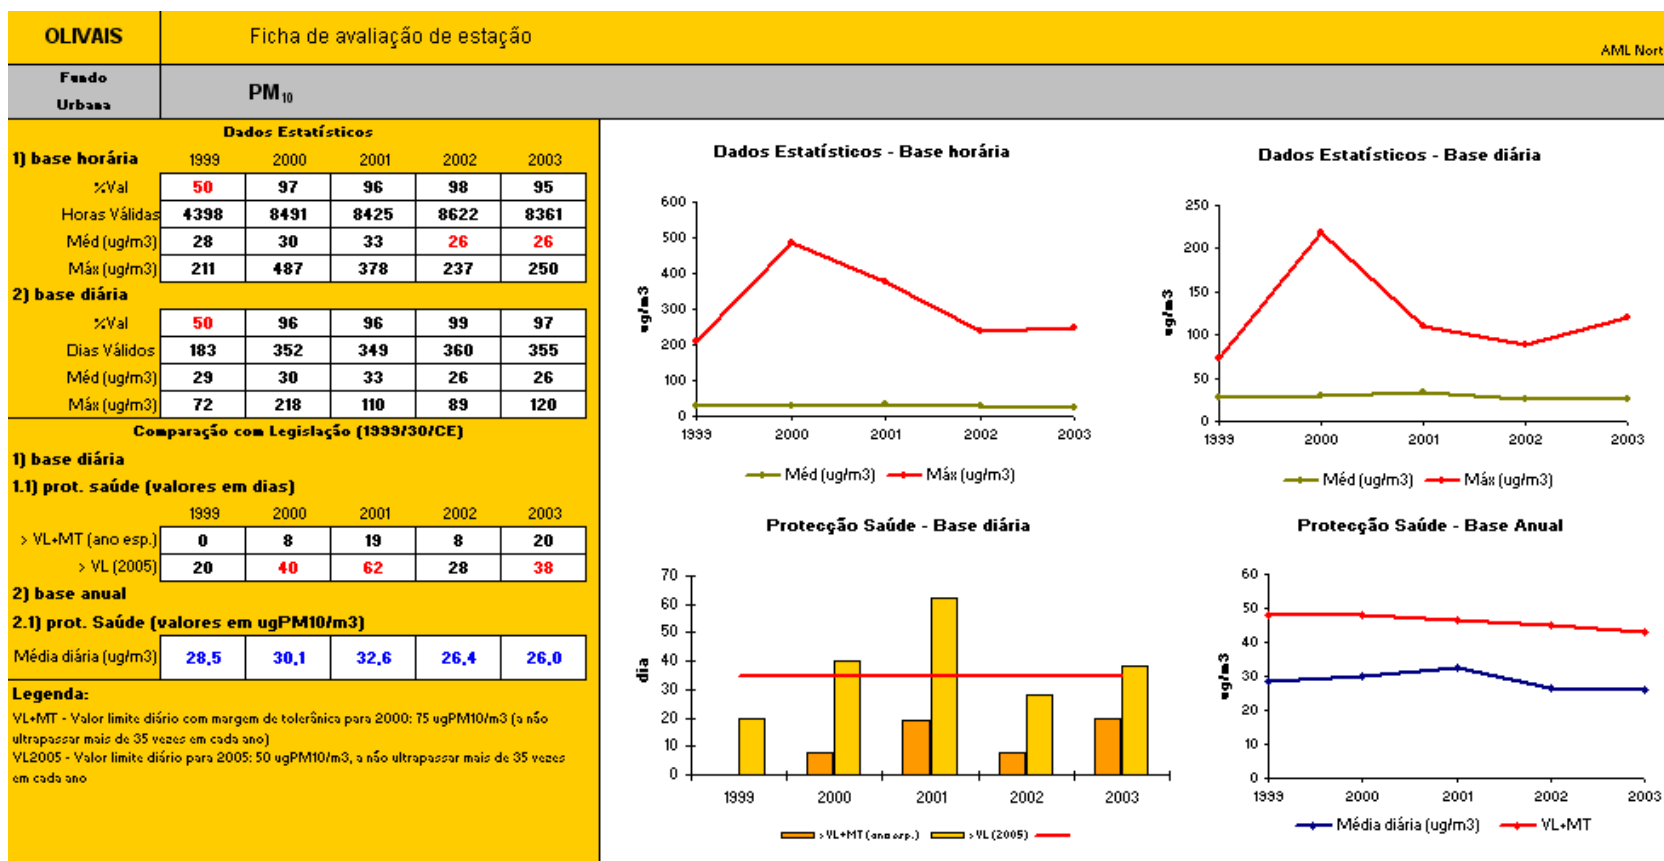 OLIVAIS
Ficha de avaliação de estação
AML Nort
Fundo
Urbana
PM10
Dados Estatísticos
1) base horária 1999 2000 2001 2002 2003
%Val 50 97 96 98 95
Horas Válidas 4398 8491 8425 8622 8361
Méd (ug/m3) 28 30 33 26 26
Máx (ug/m3) 211 487 378 237 250
2) base diária
%Val 50 96 96 99 97
Dias Válidos 183 352 349 360 355
Méd (ug/m3) 29 30 33 26 26
Máx (ug/m3) 72 218 110 89 120
Comparação com Legislação (1999/30/CE)
1) base diária
1.1) prot. saúde (valores em dias)
1999 2000 2001 2002 2003
> VL+MT (ano esp.) 0 8 19 8 20
> VL (2005) 20 40 62 28 38
2) base anual
2.1) prot. Saúde (valores em ugPM10/m3)
Média diária (ug/m3) 28,5 30,1 32,6 26,4 26,0
Legenda:
VL+MT - Valor limite diário com margem de tolerânica para 2000: 75 ugPM10/m3 (a não
ultrapassar mais de 35 vezes em cada ano)
VL2005 - Valor limite diário para 2005: 50 ugPM10/m3, a não ultrapassar mais de 35 vezes
em cada ano
Dados Estatísticos - Base horária
600
500
400
300
200
100
0
ug/m3
1999 2000 2001 2002 2003
Méd (ug/m3) Máx (ug/m3)
Dados Estatísticos - Base diária
250
200
150
100
50
0
ug/m3
1999 2000 2001 2002 2003
Méd (ug/m3) Máx (ug/m3)
Protecção Saúde - Base diária
70
60
50
40
30
20
10
0
dia
1999 2000 2001 2002 2003
>VL+MT (ano esp.) >VL (2005)
Protecção Saúde - Base Anual
60
50
40
30
20
10
0
ug/m3
1999 2000 2001 2002 2003
Média diária (ug/m3) VL+MT